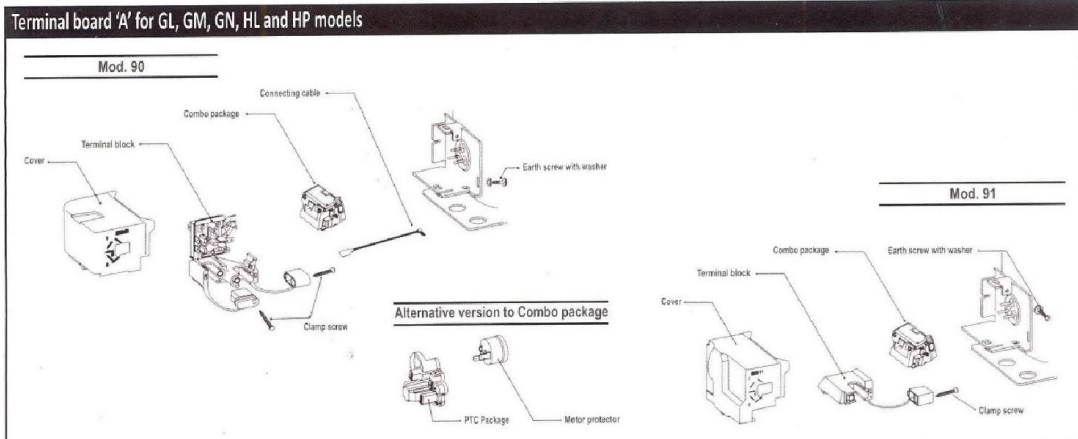 Terminal board 'A' for GL, GM, GN, HL and HP models
Mod. 90
Connecting cable
Combo package
Terminal block
Cover
Earth screw with washer
Clamp screw
Alternative version to Combo package
PTC Package
Motor protector
Mod. 91
Combo package
Earth screw with washer
Terminal block
Cover
Clamp screw